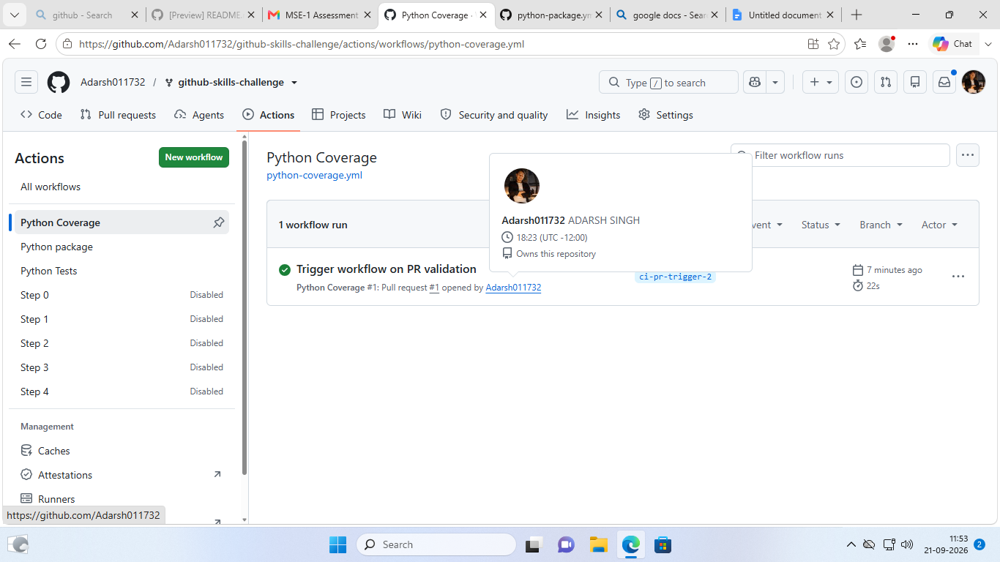 github - Search
[Preview] README.
MSE-1 Assessment
Python Coverage ·
python-package.ym
google docs - Sear
Untitled document
https://github.com/Adarsh011732/github-skills-challenge/actions/workflows/python-coverage.yml
Chat
Adarsh011732 / github-skills-challenge
Type / to search
Code
Pull requests
Agents
Actions
Projects
Wiki
Security and quality
Insights
Settings
Actions
New workflow
All workflows
Python Coverage
Python package
Python Tests
Step 0 Disabled
Step 1 Disabled
Step 2 Disabled
Step 3 Disabled
Step 4 Disabled
Management
Caches
Attestations
Runners
https://github.com/Adarsh011732
Python Coverage
python-coverage.yml
Filter workflow runs
1 workflow run
vent
Status
Branch
Actor
Adarsh011732 ADARSH SINGH
18:23 (UTC -12:00)
Owns this repository
Trigger workflow on PR validation
Python Coverage #1: Pull request #1 opened by Adarsh011732
ci-pr-trigger-2
7 minutes ago
22s
Search
11:53
21-09-2026
2